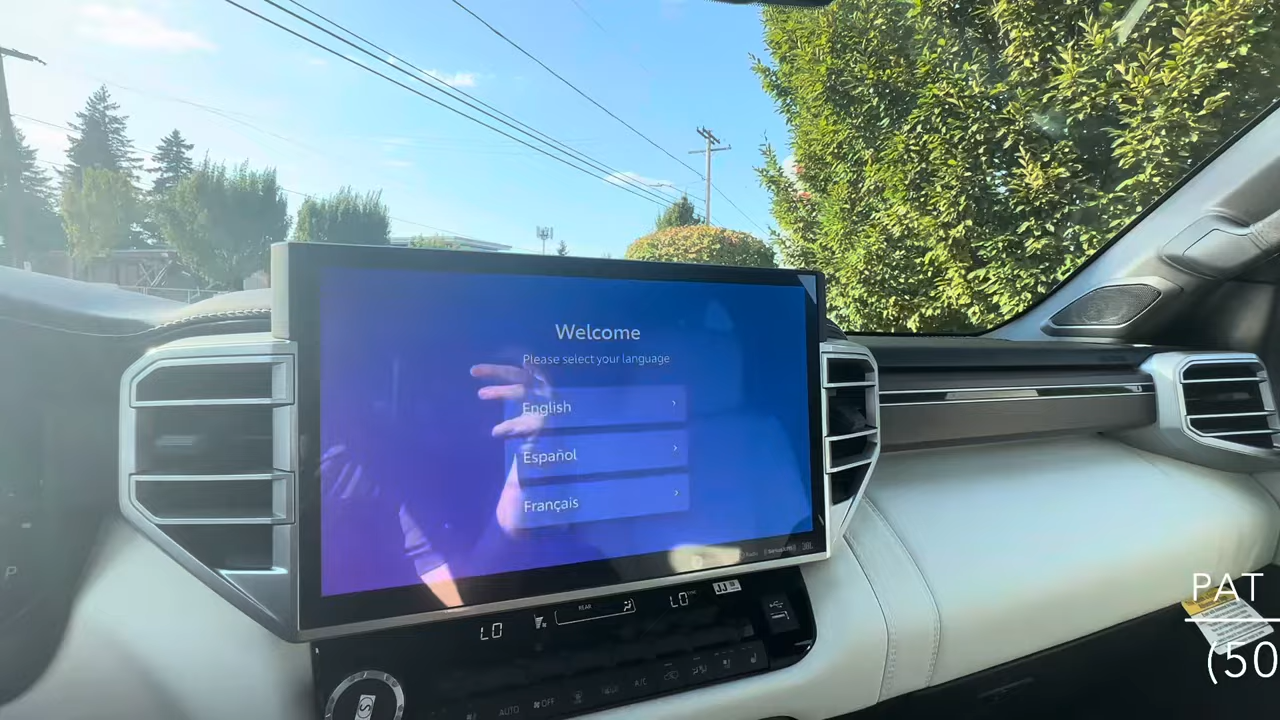 Welcome
Please select your language
English
Español
Français
LO
REAR
LO
AUTO
OFF
A/C
P
PAT
(50